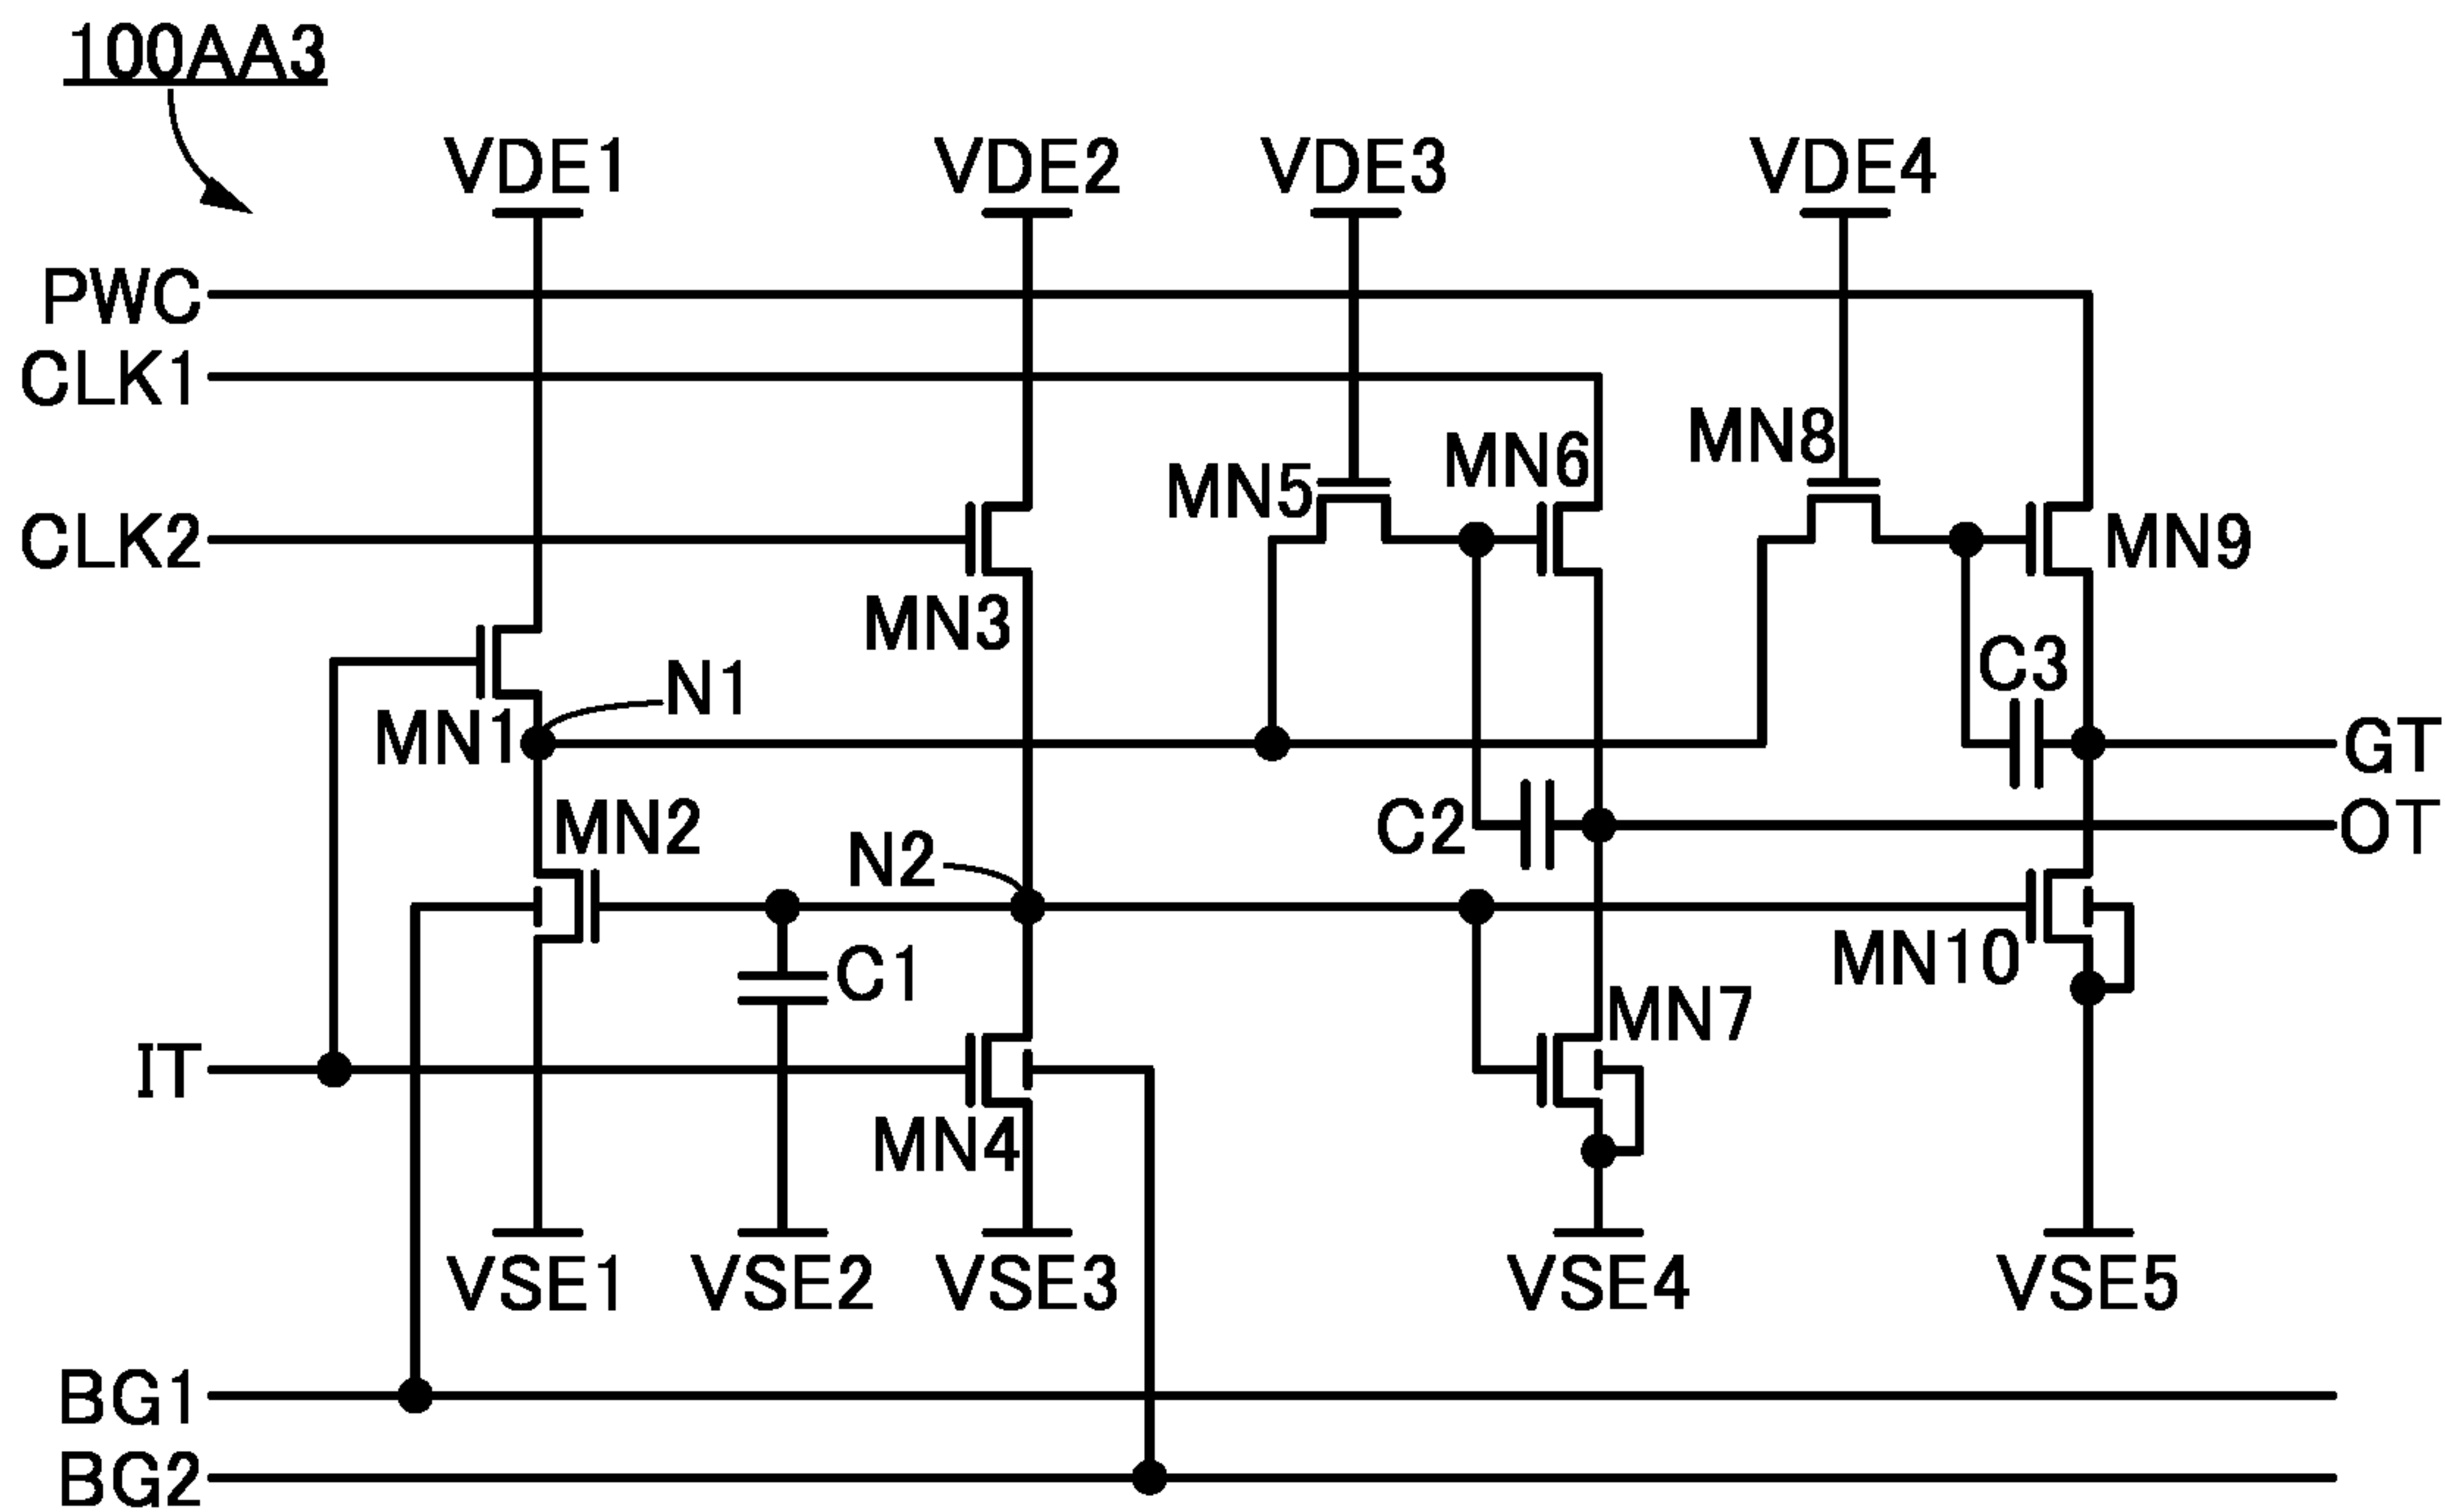 100AA3
VDE1 VDE2 VDE3 VDE4
PWC
CLK1
MN8
MN6
MN5
CLK2
MN9
MN3
N1
C3
MN1
GT
MN2
C2
OT
N2
MN10
C1
MN7
IT
MN4
VSE1 VSE2 VSE3 VSE4 VSE5
BG1
BG2